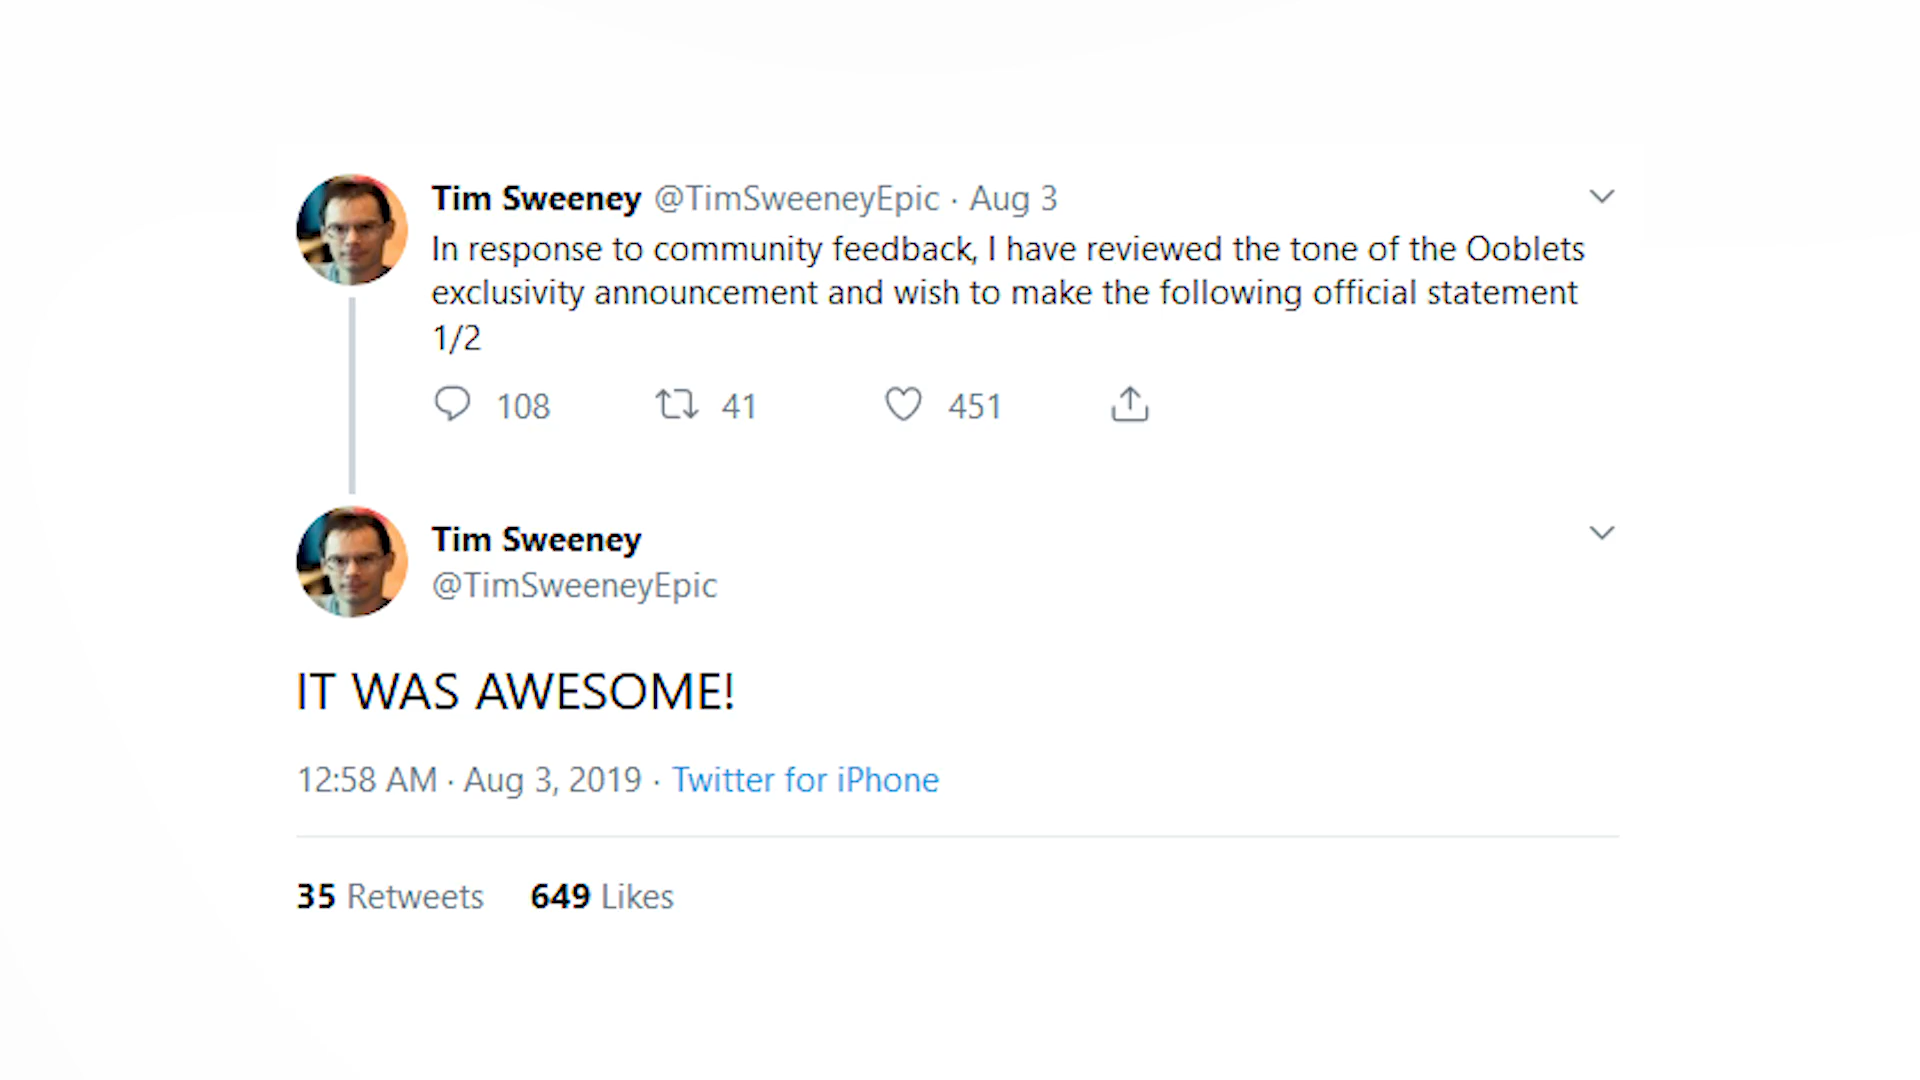 Tim Sweeney @TimSweeneyEpic · Aug 3
In response to community feedback, I have reviewed the tone of the Ooblets
exclusivity announcement and wish to make the following official statement
1/2
108 41 451
Tim Sweeney
@TimSweeneyEpic
IT WAS AWESOME!
12:58 AM · Aug 3, 2019 · Twitter for iPhone
35 Retweets 649 Likes